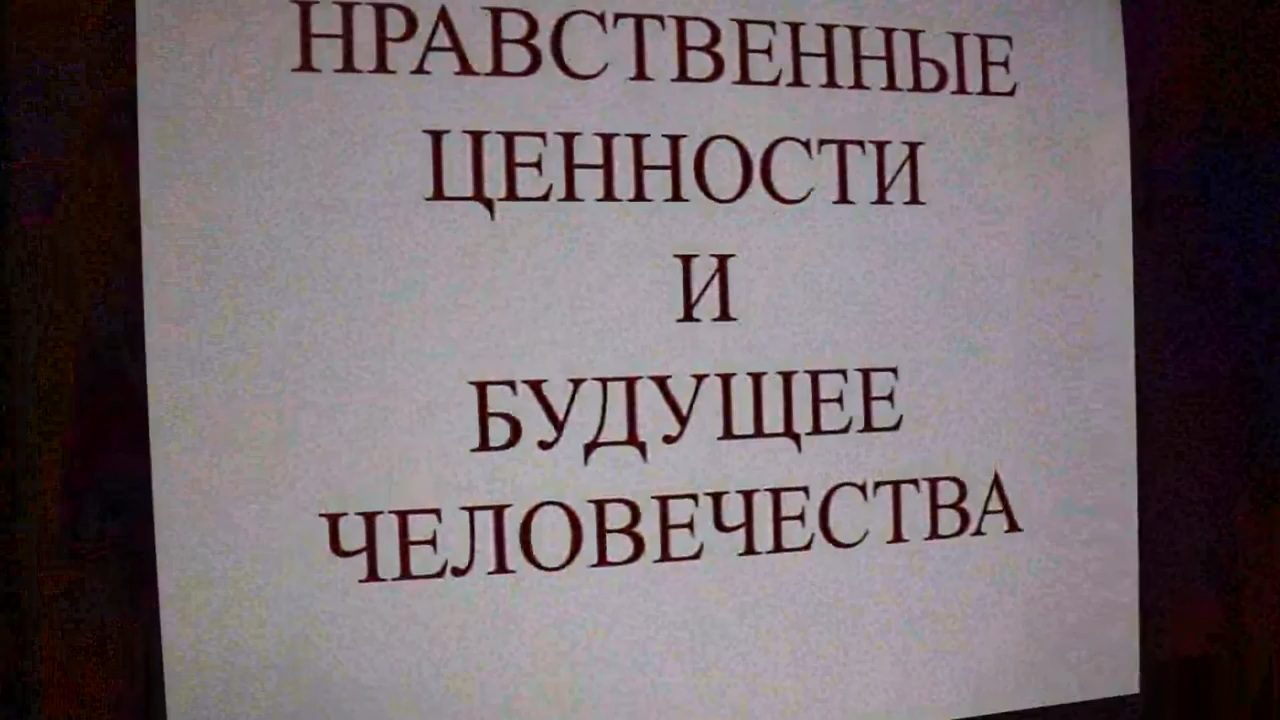 НРАВСТВЕННЫЕ
ЦЕННОСТИ
И
БУДУЩЕЕ
ЧЕЛОВЕЧЕСТВА